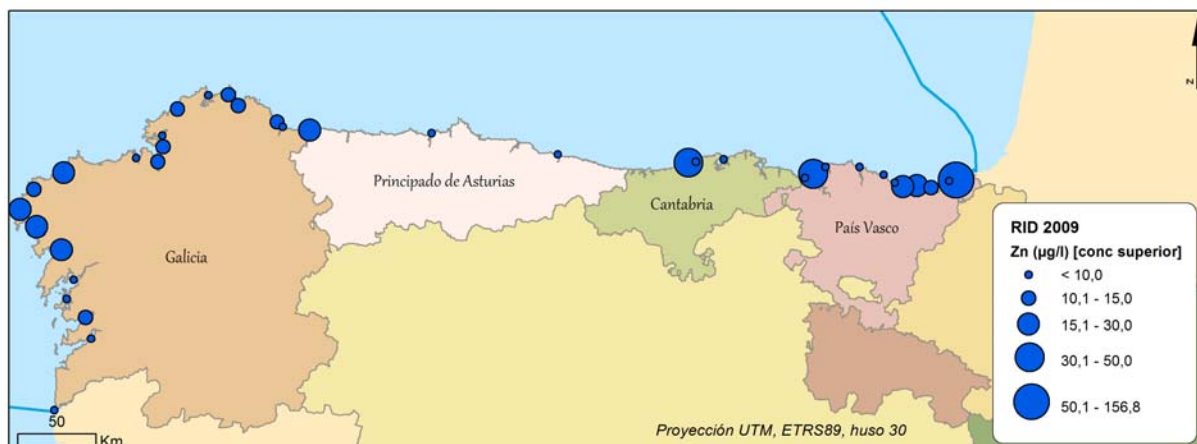 N
Principado de Asturias
Cantabria
País Vasco
Galicia
RID 2009
Zn (µg/l) [conc superior]
< 10,0
10,1 - 15,0
15,1 - 30,0
30,1 - 50,0
50,1 - 156,8
50
Km
Proyección UTM, ETRS89, huso 30